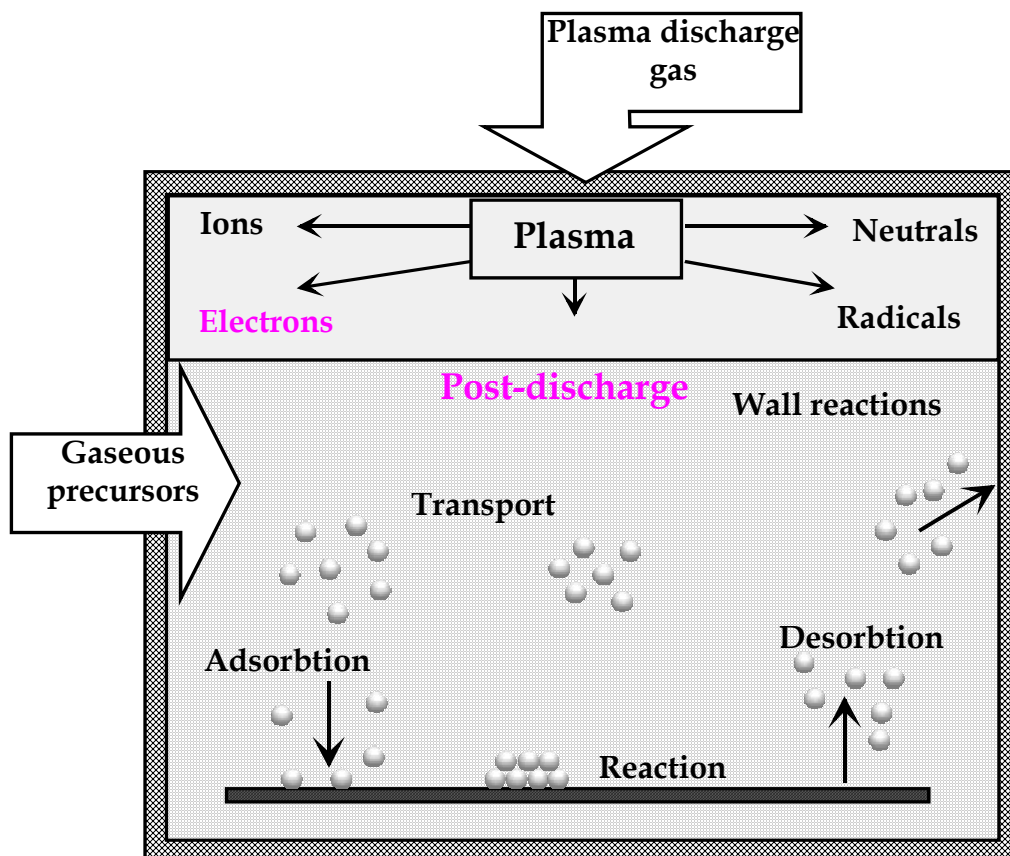 Plasma discharge
gas
Ions
Plasma
Neutrals
Electrons
Radicals
Post-discharge
Wall reactions
Gaseous
precursors
Transport
Adsorbtion
Desorbtion
Reaction